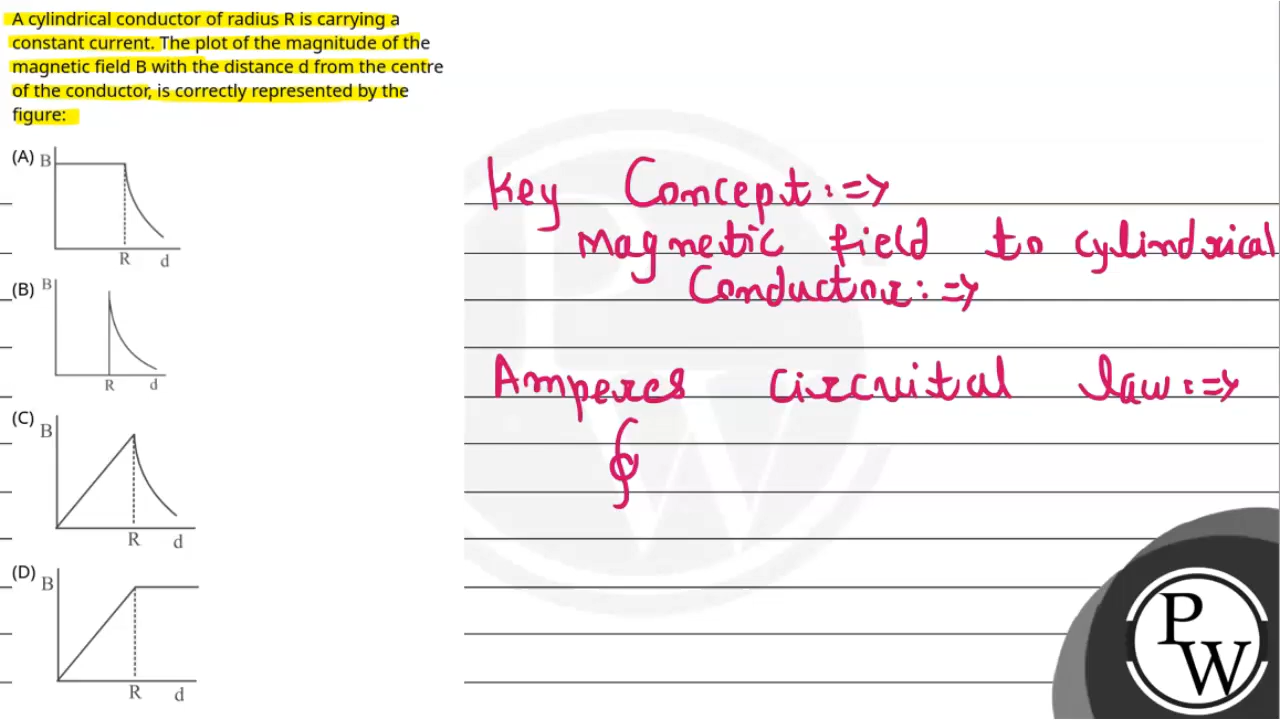 A cylindrical conductor of radius R is carrying a
constant current. The plot of the magnitude of the
magnetic field B with the distance d from the centre
of the conductor, is correctly represented by the
figure:
(A) B
R d
(B) B
R d
(C) B
R d
(D) B
R d
Key Concept :⇒
Magnetic field to cylindrical
Conductor :⇒
Amperes circuital law :⇒
∮
PW
PW